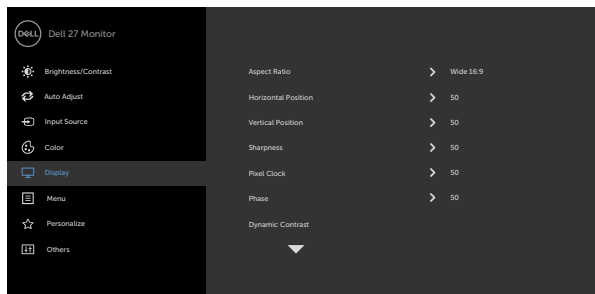 DELL Dell 27 Monitor
Brightness/Contrast
Auto Adjust
Input Source
Color
Display
Menu
Personalize
Others
Aspect Ratio Wide 16:9
Horizontal Position 50
Vertical Position 50
Sharpness 50
Pixel Clock 50
Phase 50
Dynamic Contrast